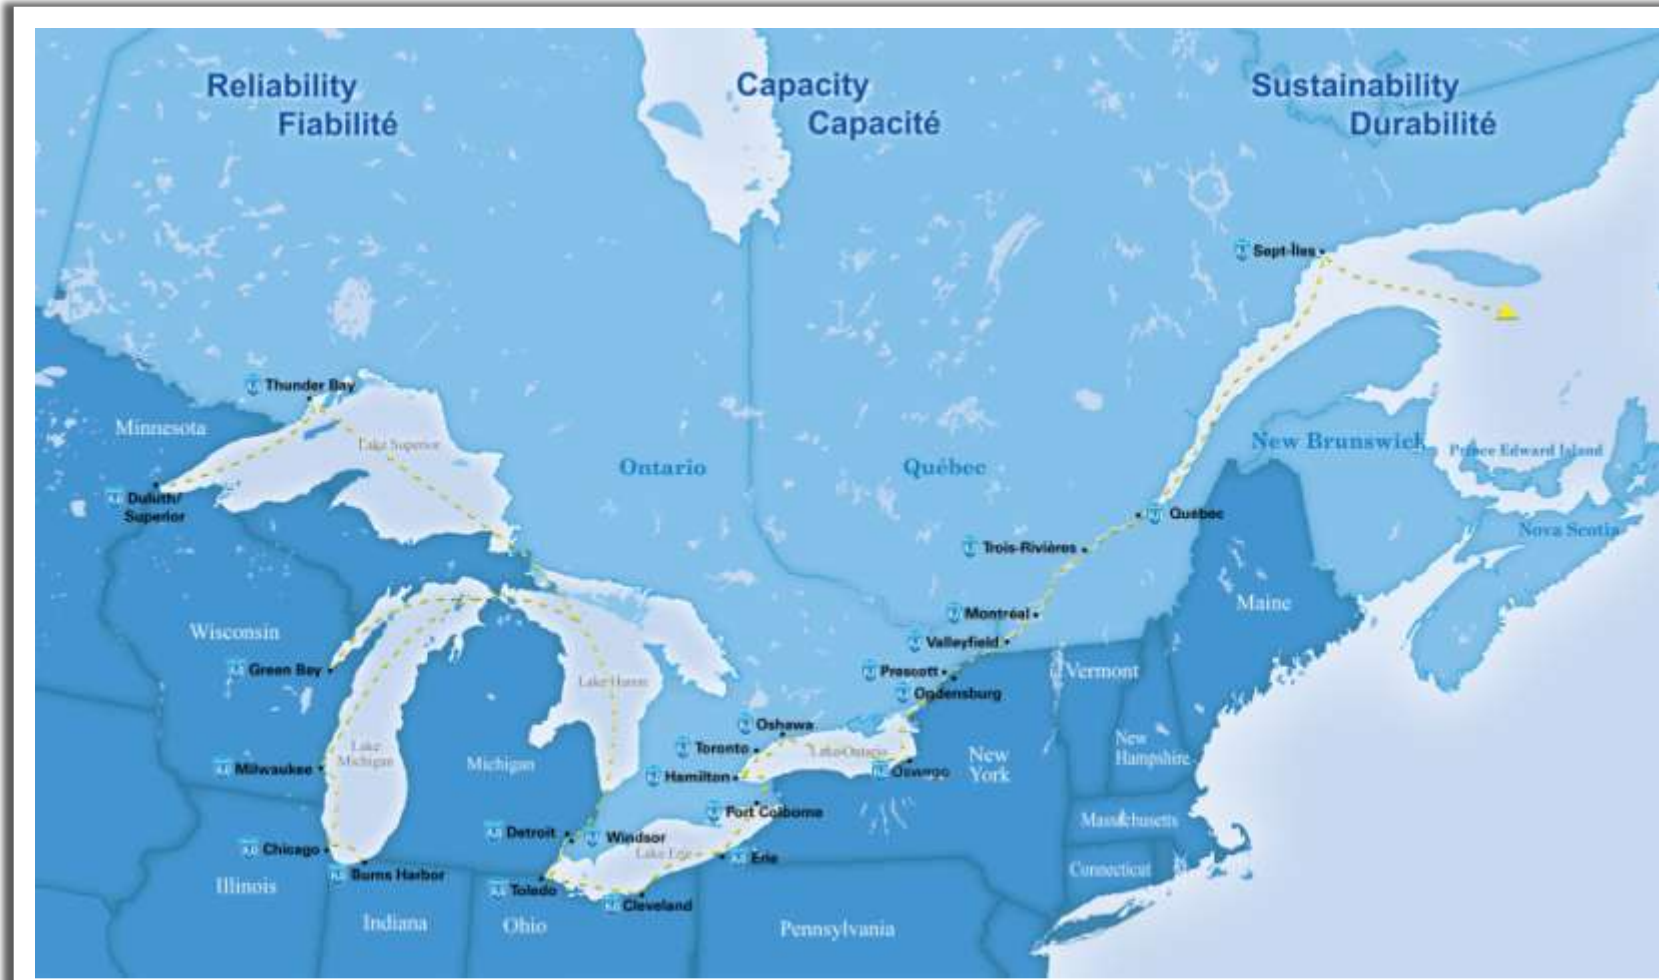 Reliability
Fiabilité
Capacity
Capacité
Sustainability
Durabilité
Sept-Îles
Thunder Bay
Minnesota
Lake Superior
Ontario
Québec
New Brunswick
Prince Edward Island
Duluth/
Superior
Québec
Nova Scotia
Trois-Rivières
Maine
Montréal
Wisconsin
Valleyfield
Green Bay
Prescott
Vermont
Lake Huron
Ogdensburg
Oshawa
Lake
Michigan
Toronto
Lake Ontario
New
Hampshire
Milwaukee
Michigan
Hamilton
Oswego
New
York
Port Colborne
Massachusetts
Detroit
Windsor
Chicago
Lake Erie
Erie
Burns Harbor
Connecticut
Illinois
Toledo
Cleveland
Indiana
Ohio
Pennsylvania